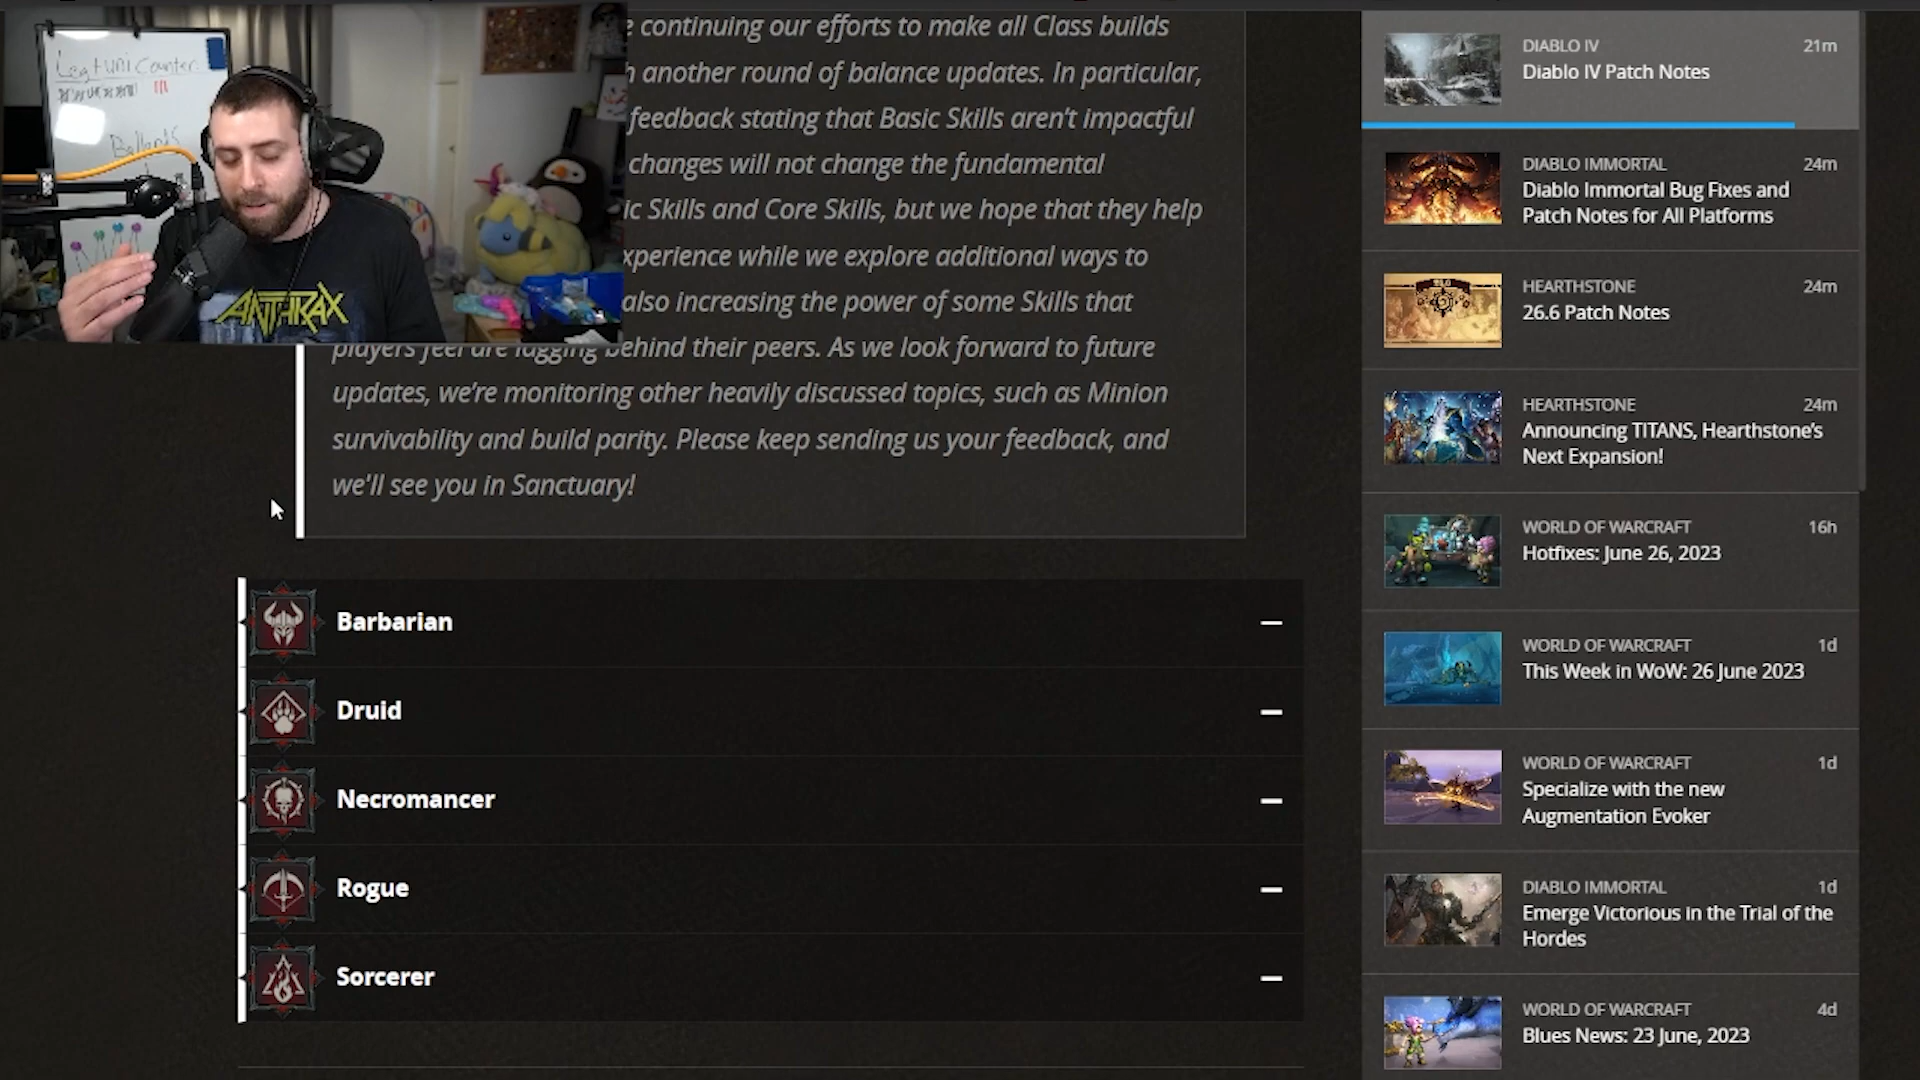 Leg + uni Counter
ANTHRAX
continuing our efforts to make all Class builds
another round of balance updates. In particular,
feedback stating that Basic Skills aren't impactful
changes will not change the fundamental
ic Skills and Core Skills, but we hope that they help
xperience while we explore additional ways to
also increasing the power of some Skills that
players feel are lagging behind their peers. As we look forward to future
updates, we're monitoring other heavily discussed topics, such as Minion
survivability and build parity. Please keep sending us your feedback, and
we'll see you in Sanctuary!
Barbarian
Druid
Necromancer
Rogue
Sorcerer
DIABLO IV 21m
Diablo IV Patch Notes
DIABLO IMMORTAL 24m
Diablo Immortal Bug Fixes and
Patch Notes for All Platforms
HEARTHSTONE 24m
26.6 Patch Notes
HEARTHSTONE 24m
Announcing TITANS, Hearthstone's
Next Expansion!
WORLD OF WARCRAFT 16h
Hotfixes: June 26, 2023
WORLD OF WARCRAFT 1d
This Week in WoW: 26 June 2023
WORLD OF WARCRAFT 1d
Specialize with the new
Augmentation Evoker
DIABLO IMMORTAL 1d
Emerge Victorious in the Trial of the
Hordes
WORLD OF WARCRAFT 4d
Blues News: 23 June, 2023